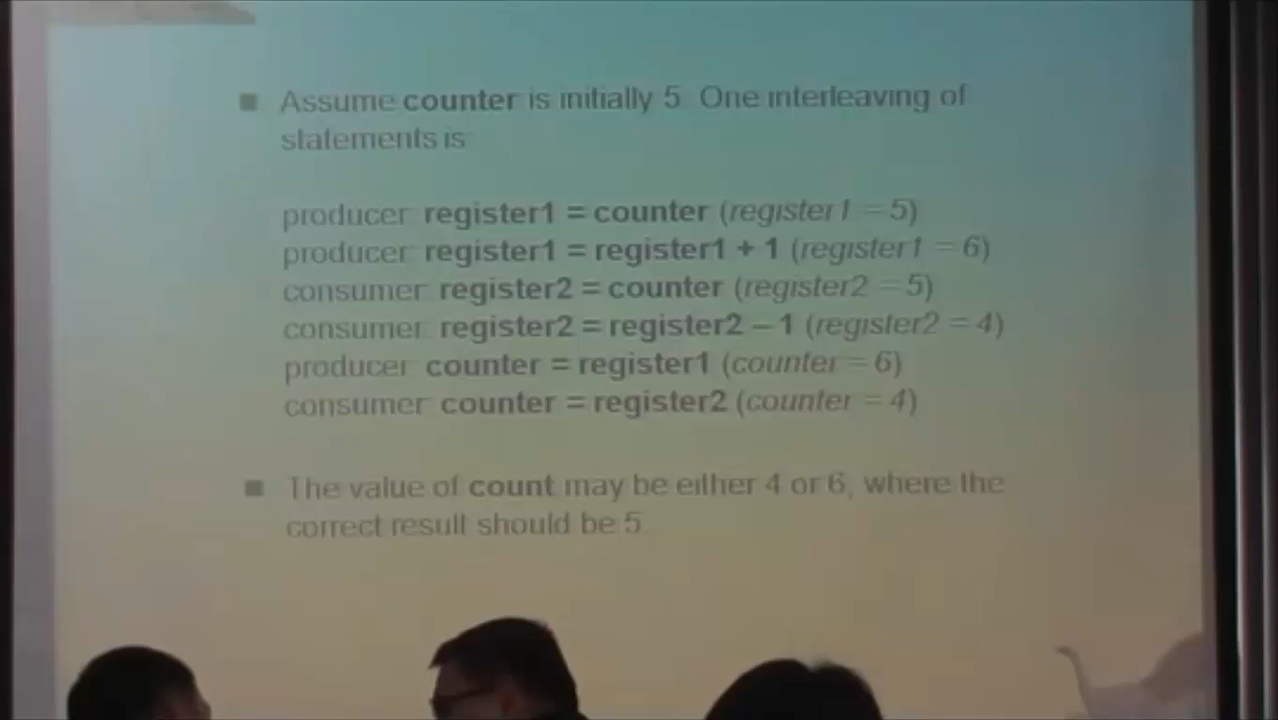 ■ Assume counter is initially 5. One interleaving of
statements is
producer register1 = counter (register1 = 5)
producer register1 = register1 + 1 (register1 = 6)
consumer register2 = counter (register2 = 5)
consumer register2 = register2 – 1 (register2 = 4)
producer counter = register1 (counter = 6)
consumer counter = register2 (counter = 4)
■ The value of count may be either 4 or 6, where the
correct result should be 5.